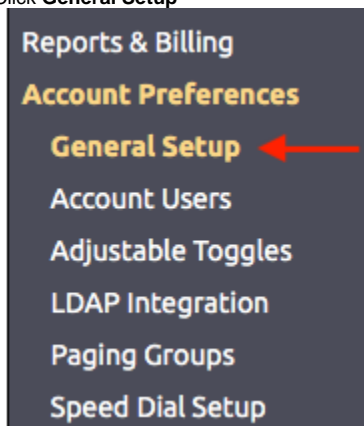 Click General Setup
Reports & Billing
Account Preferences
General Setup
Account Users
Adjustable Toggles
LDAP Integration
Paging Groups
Speed Dial Setup